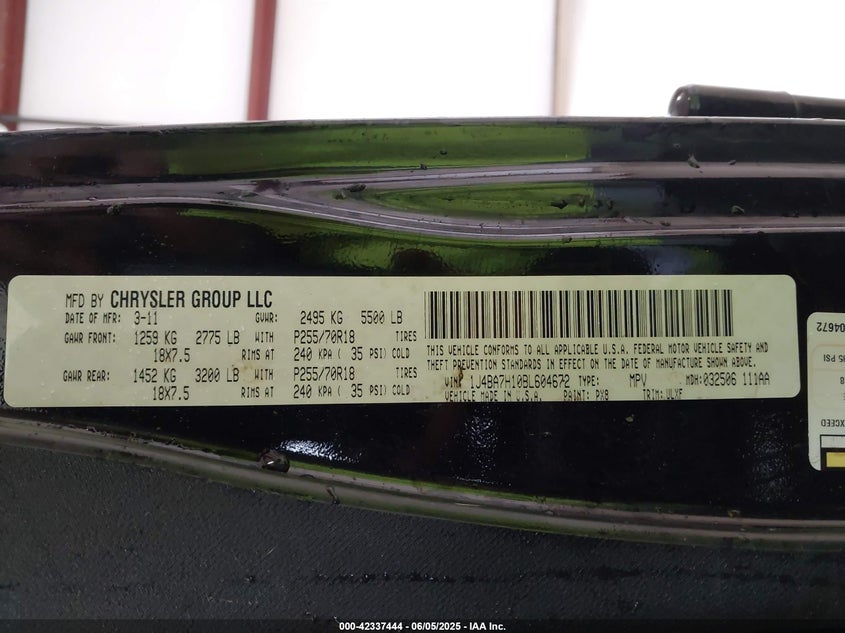 MFD BY CHRYSLER GROUP LLC
DATE OF MFR: 3-11 GVWR: 2495 KG 5500 LB
GAWR FRONT: 1259 KG 2775 LB WITH P255/70R18 TIRES
18X7.5 RIMS AT 240 KPA ( 35 PSI) COLD
GAWR REAR: 1452 KG 3200 LB WITH P255/70R18 TIRES
18X7.5 RIMS AT 240 KPA ( 35 PSI) COLD
THIS VEHICLE CONFORMS TO ALL APPLICABLE U.S.A. FEDERAL MOTOR VEHICLE SAFETY AND
THEFT PREVENTION STANDARDS IN EFFECT ON THE DATE OF MANUFACTURE SHOWN ABOVE.
VIN: 1J4BA7H10BL604672 TYPE: MPV MDH: 032506 111AA
VEHICLE MADE IN U.S.A. PAINT: PX8 TRIM: VLXF
04672
PSI
EXCEED
000-42337444 - 06/05/2025 - IAA Inc.